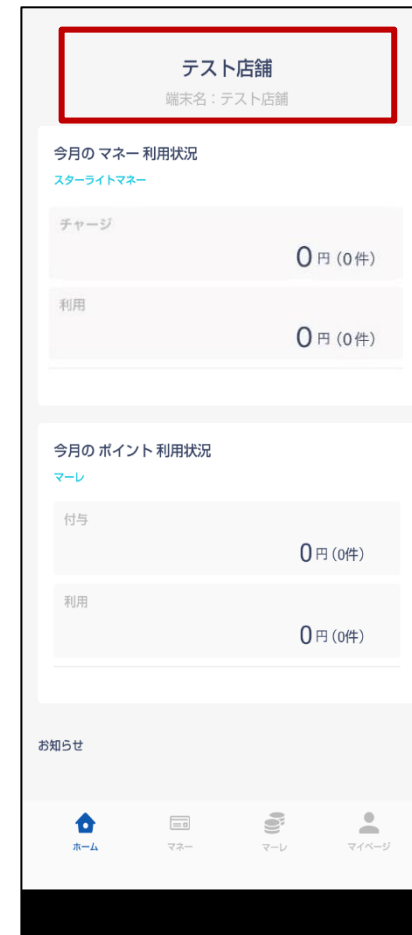 テスト店舗
端末名：テスト店舗
今月の マネー 利用状況
スターライトマネー
チャージ
0 円 (0 件)
利用
0 円 (0 件)
今月の ポイント 利用状況
マーレ
付与
0 円 (0件)
利用
0 円 (0件)
お知らせ
ホーム マネー マーレ マイページ